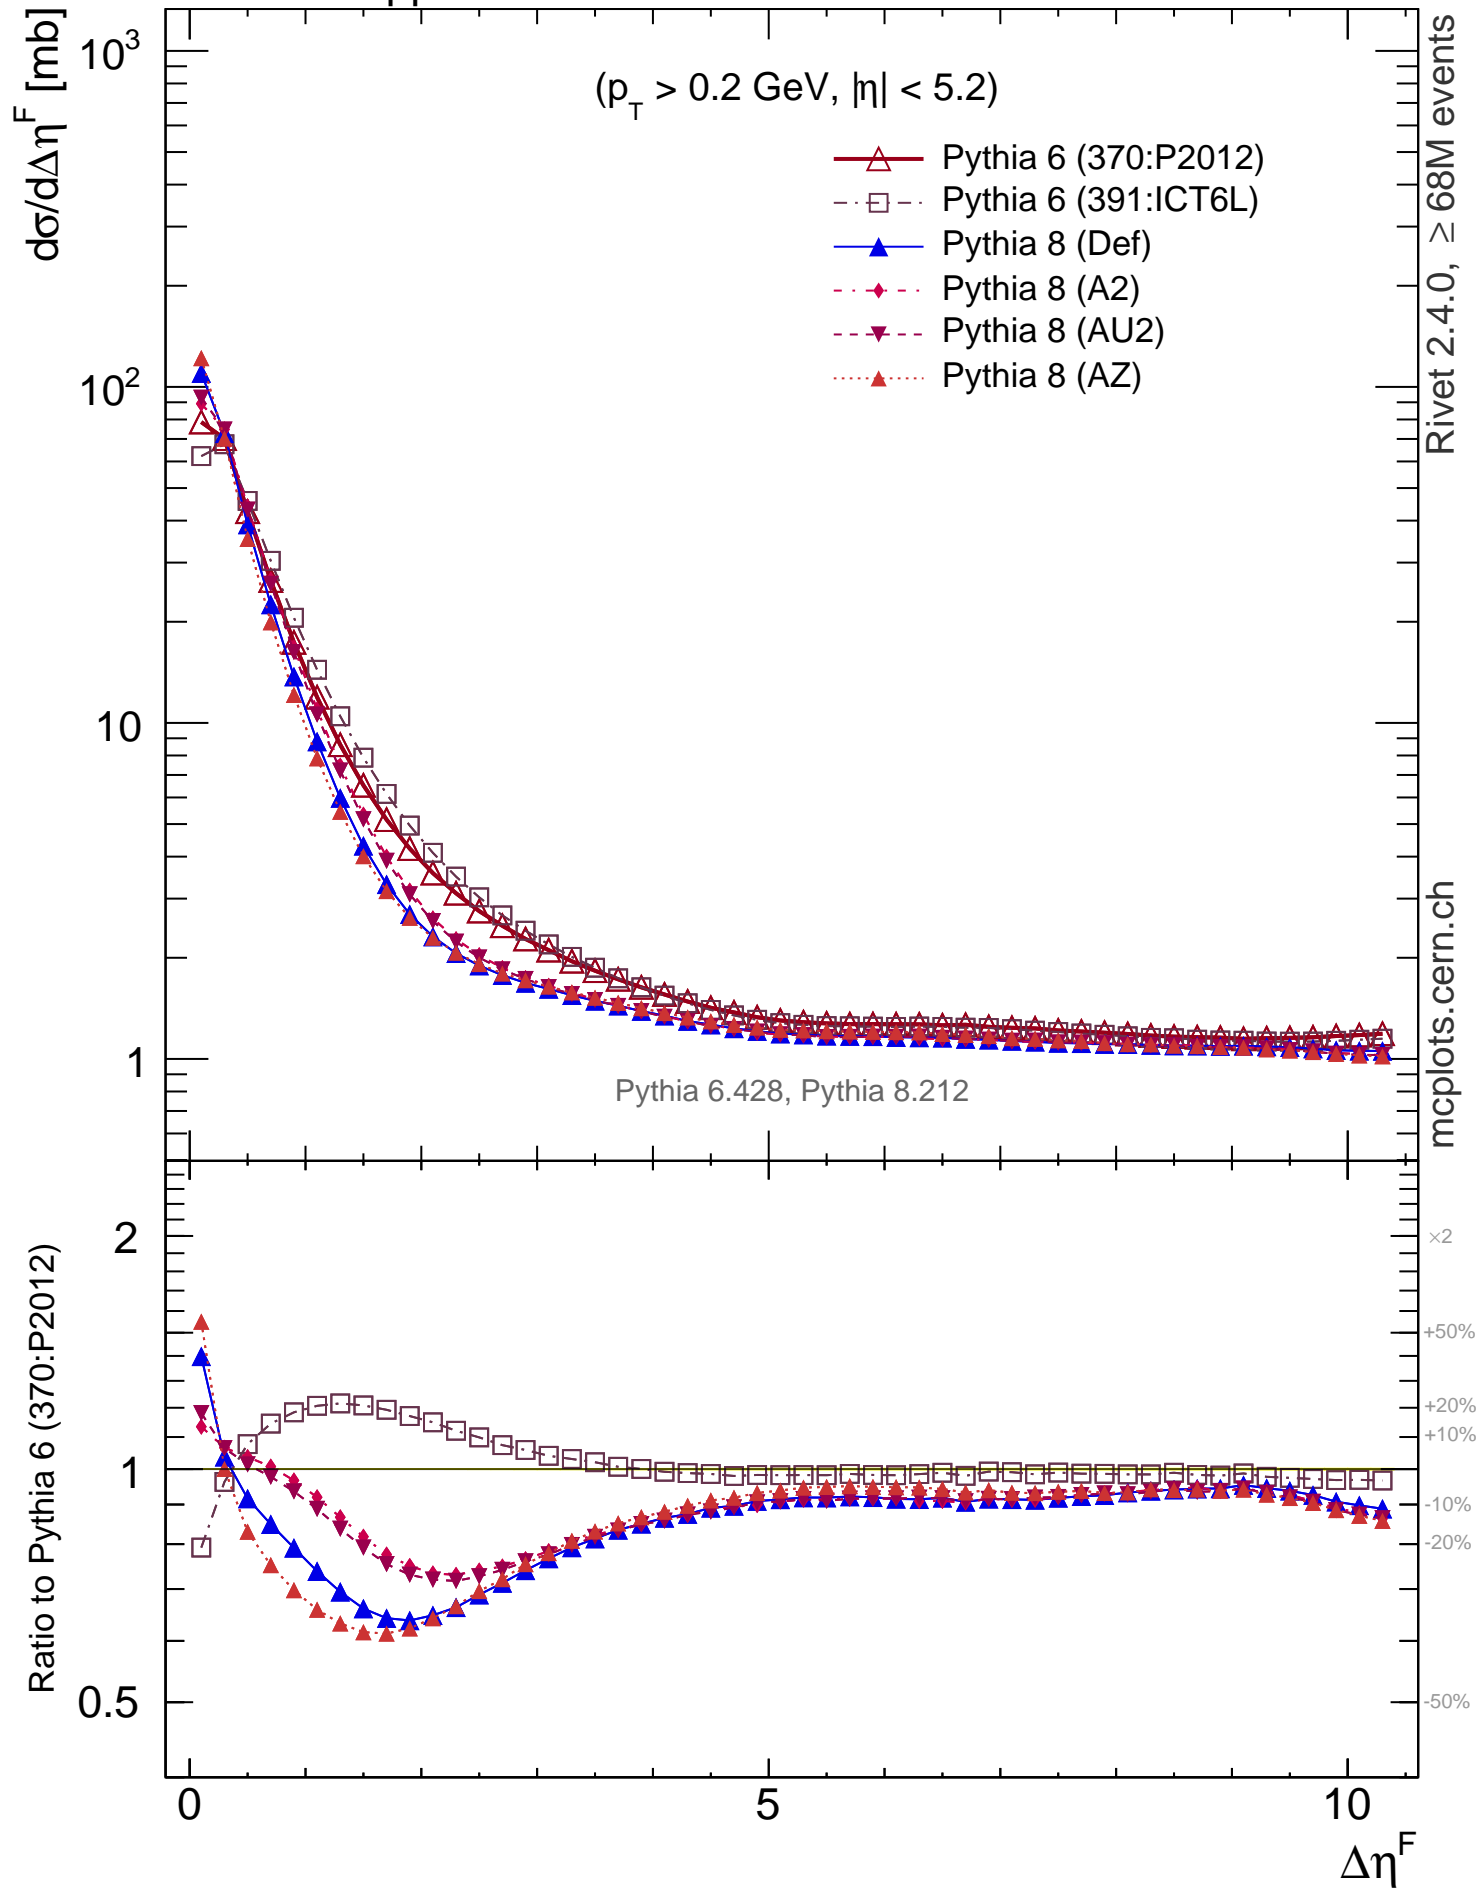 dσ/dΔη^F [mb]
(p_T > 0.2 GeV, |η| < 5.2)
Pythia 6 (370:P2012)
Pythia 6 (391:ICT6L)
Pythia 8 (Def)
Pythia 8 (A2)
Pythia 8 (AU2)
Pythia 8 (AZ)
10^3
10^2
10
1
Pythia 6.428, Pythia 8.212
Rivet 2.4.0, ≥ 68M events
mcplots.cern.ch
Ratio to Pythia 6 (370:P2012)
2
1
0.5
×2
+50%
+20%
+10%
-10%
-20%
-50%
0
5
10
Δη^F